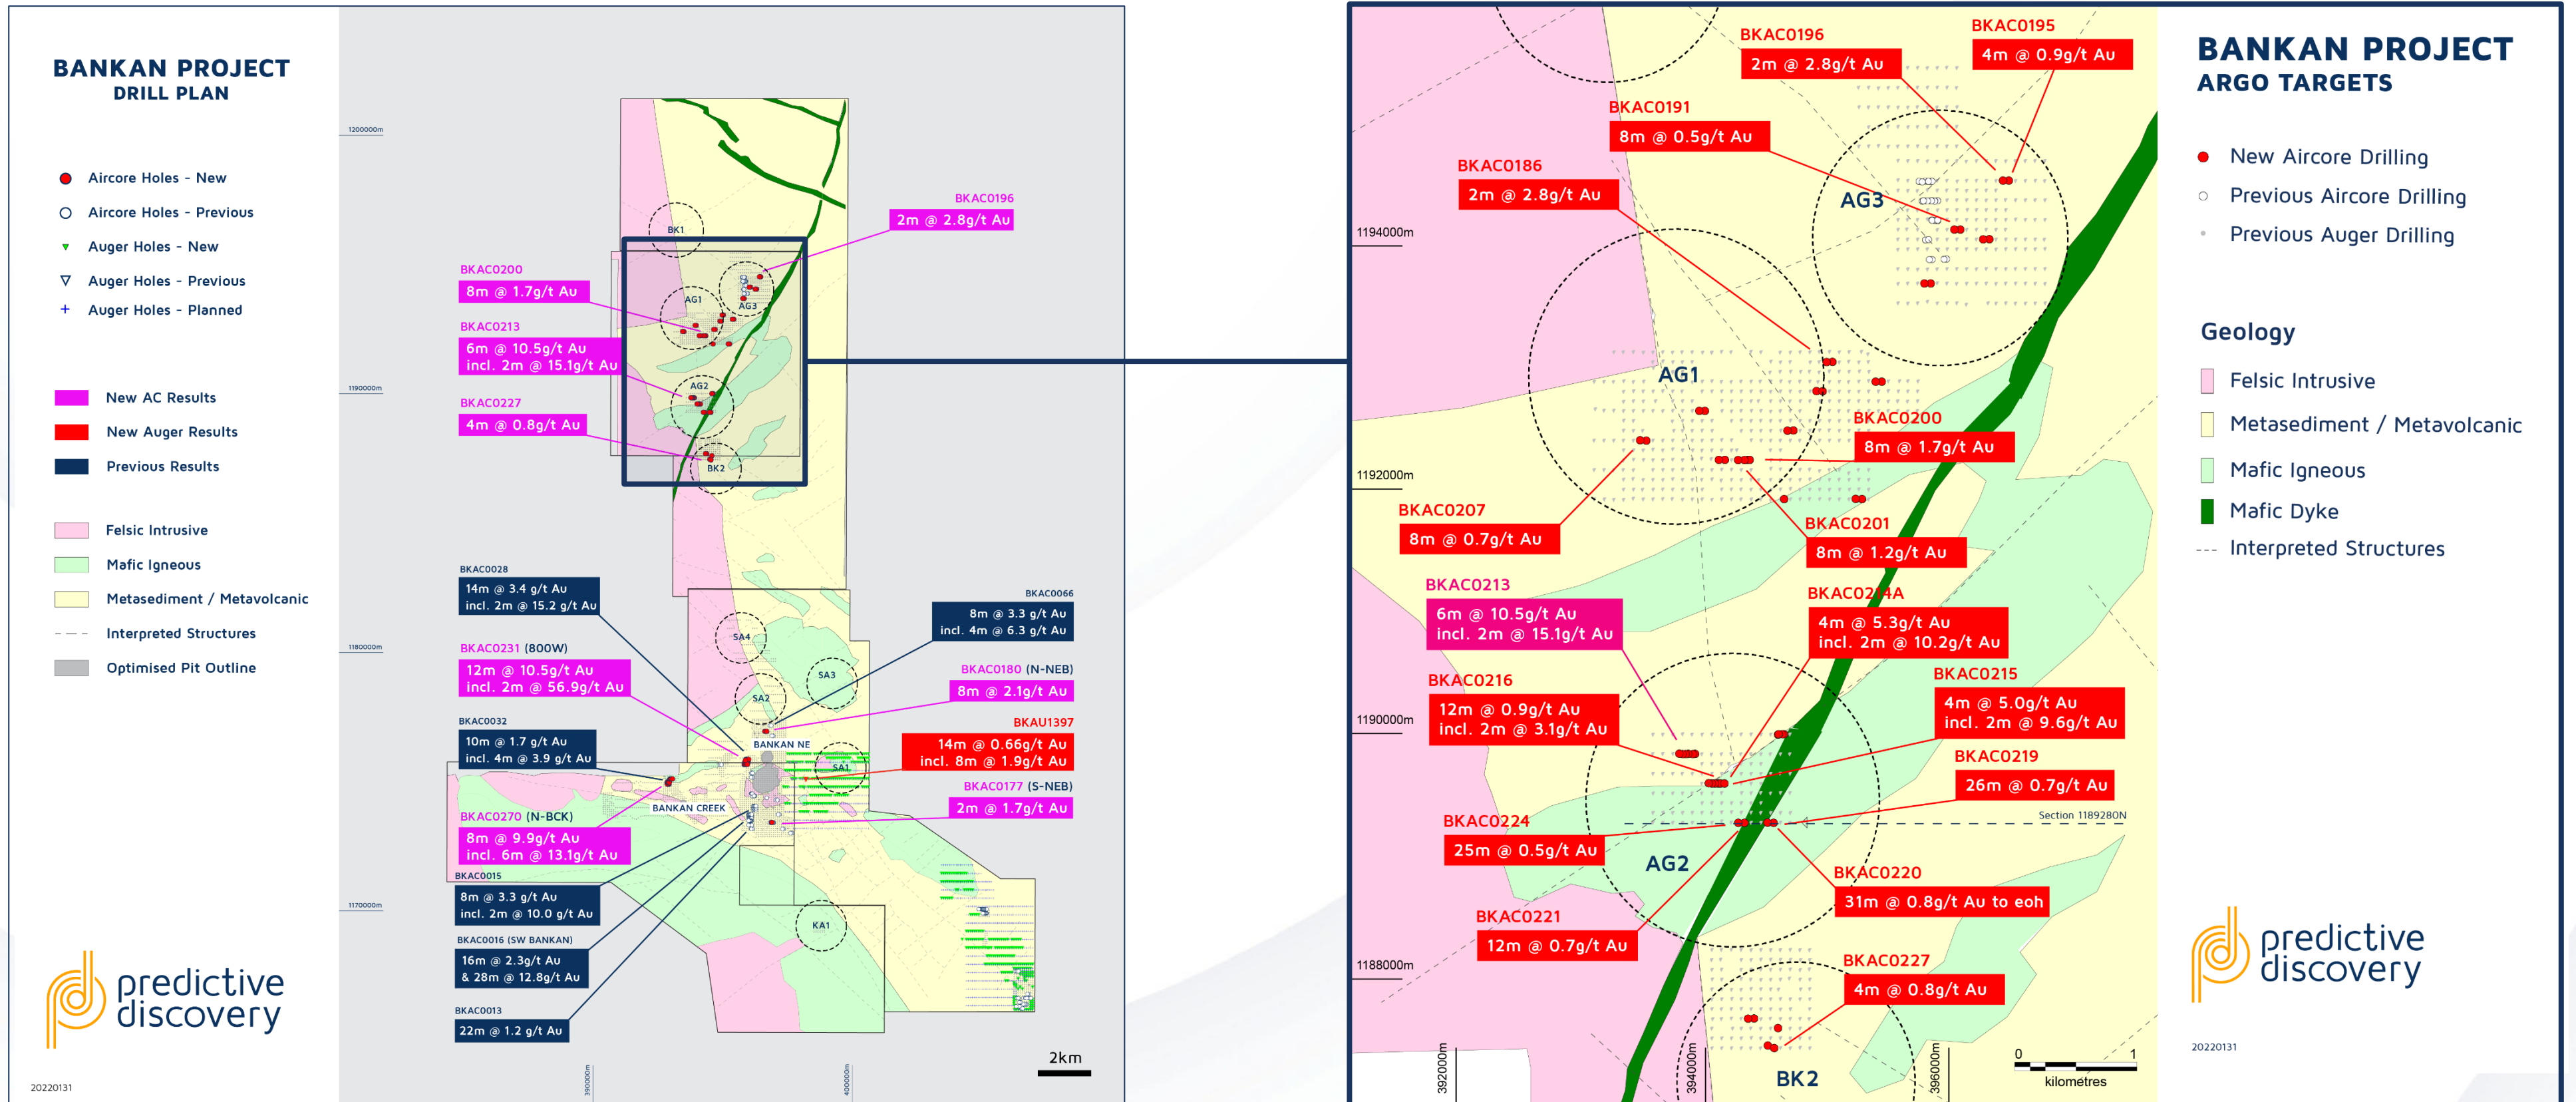 BANKAN PROJECT
DRILL PLAN
Aircore Holes - New
Aircore Holes - Previous
Auger Holes - New
Auger Holes - Previous
Auger Holes - Planned
New AC Results
New Auger Results
Previous Results
Felsic Intrusive
Mafic Igneous
Metasediment / Metavolcanic
Interpreted Structures
Optimised Pit Outline
predictive
discovery
20220131
1200000m
1190000m
1180000m
1170000m
390000m
400000m
2km
BK1
AG1
AG3
AG2
BK2
SA4
SA3
SA2
SA1
KA1
BANKAN NE
BANKAN CREEK
BKAC0196
2m @ 2.8g/t Au
BKAC0200
8m @ 1.7g/t Au
BKAC0213
6m @ 10.5g/t Au
incl. 2m @ 15.1g/t Au
BKAC0227
4m @ 0.8g/t Au
BKAC0028
14m @ 3.4 g/t Au
incl. 2m @ 15.2 g/t Au
BKAC0066
8m @ 3.3 g/t Au
incl. 4m @ 6.3 g/t Au
BKAC0231 (800W)
12m @ 10.5g/t Au
incl. 2m @ 56.9g/t Au
BKAC0180 (N-NEB)
8m @ 2.1g/t Au
BKAC0032
10m @ 1.7 g/t Au
incl. 4m @ 3.9 g/t Au
BKAU1397
14m @ 0.66g/t Au
incl. 8m @ 1.9g/t Au
BKAC0177 (S-NEB)
2m @ 1.7g/t Au
BKAC0270 (N-BCK)
8m @ 9.9g/t Au
incl. 6m @ 13.1g/t Au
BKAC0015
8m @ 3.3 g/t Au
incl. 2m @ 10.0 g/t Au
BKAC0016 (SW BANKAN)
16m @ 2.3g/t Au
& 28m @ 12.8g/t Au
BKAC0013
22m @ 1.2 g/t Au
BKAC0195
4m @ 0.9g/t Au
BKAC0196
2m @ 2.8g/t Au
BKAC0191
8m @ 0.5g/t Au
BKAC0186
2m @ 2.8g/t Au
AG3
1194000m
AG1
BKAC0200
8m @ 1.7g/t Au
1192000m
BKAC0207
8m @ 0.7g/t Au
BKAC0201
8m @ 1.2g/t Au
BKAC0213
6m @ 10.5g/t Au
incl. 2m @ 15.1g/t Au
BKAC0214A
4m @ 5.3g/t Au
incl. 2m @ 10.2g/t Au
BKAC0216
12m @ 0.9g/t Au
incl. 2m @ 3.1g/t Au
BKAC0215
4m @ 5.0g/t Au
incl. 2m @ 9.6g/t Au
1190000m
BKAC0219
26m @ 0.7g/t Au
Section 1189280N
BKAC0224
25m @ 0.5g/t Au
AG2
BKAC0220
31m @ 0.8g/t Au to eoh
BKAC0221
12m @ 0.7g/t Au
1188000m
BKAC0227
4m @ 0.8g/t Au
BK2
392000m
394000m
396000m
0 1
kilometres
BANKAN PROJECT
ARGO TARGETS
New Aircore Drilling
Previous Aircore Drilling
Previous Auger Drilling
Geology
Felsic Intrusive
Metasediment / Metavolcanic
Mafic Igneous
Mafic Dyke
Interpreted Structures
predictive
discovery
20220131